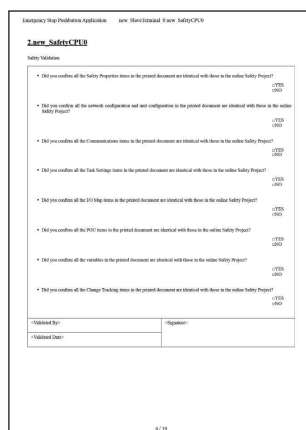 Emergency Stop Pushbutton Application new SlaveTerminal 0 new SafetyCPU0
2.new_SafetyCPU0
Safety Validation
• Did you confirm all the Safety Properties items in the printed document are identical with those in the online Safety Project?
□YES
□NO
• Did you confirm all the network configuration and unit configuration in the printed document are identical with those in the online
Safety Project?
□YES
□NO
• Did you confirm all the Communications items in the printed document are identical with those in the online Safety Project?
□YES
□NO
• Did you confirm all the Task Settings items in the printed document are identical with those in the online Safety Project?
□YES
□NO
• Did you confirm all the I/O Map items in the printed document are identical with those in the online Safety Project?
□YES
□NO
• Did you confirm all the POU items in the printed document are identical with those in the online Safety Project?
□YES
□NO
• Did you confirm all the variables in the printed document are identical with those in the online Safety Project?
□YES
□NO
• Did you confirm all the Change Tracking items in the printed document are identical with those in the online Safety Project?
□YES
□NO
<Validated By> <Signature>
<Validated Date>
4 / 19